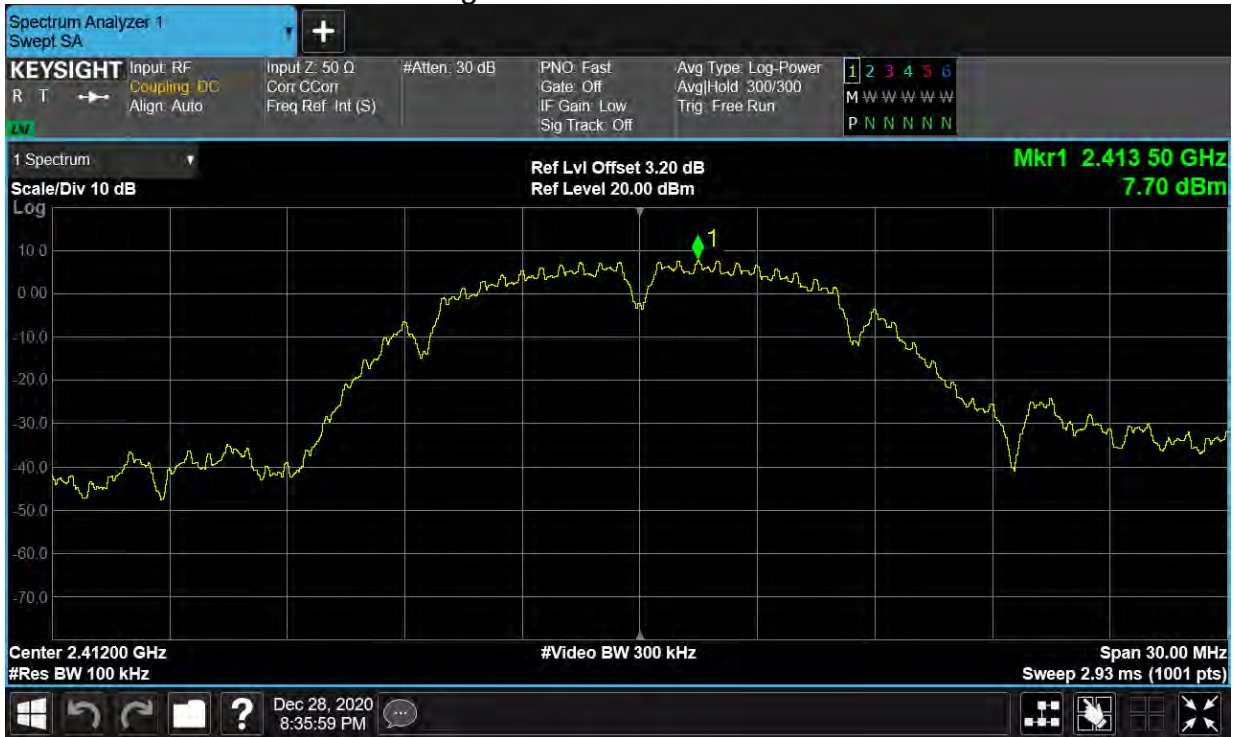 Spectrum Analyzer 1
Swept SA
+
KEYSIGHT
R T
LXI
Input: RF
Coupling: DC
Align: Auto
Input Z: 50 Ω
Corr CCorr
Freq Ref: Int (S)
#Atten: 30 dB
PNO: Fast
Gate: Off
IF Gain: Low
Sig Track: Off
Avg Type: Log-Power
Avg|Hold: 300/300
Trig: Free Run
1 2 3 4 5 6
M W W W W W
P N N N N N N
1 Spectrum
Scale/Div 10 dB
Log
Ref Lvl Offset 3.20 dB
Ref Level 20.00 dBm
Mkr1 2.413 50 GHz
7.70 dBm
1
10.0
0.00
-10.0
-20.0
-30.0
-40.0
-50.0
-60.0
-70.0
Center 2.41200 GHz
#Res BW 100 kHz
#Video BW 300 kHz
Span 30.00 MHz
Sweep 2.93 ms (1001 pts)
?
Dec 28, 2020
8:35:59 PM